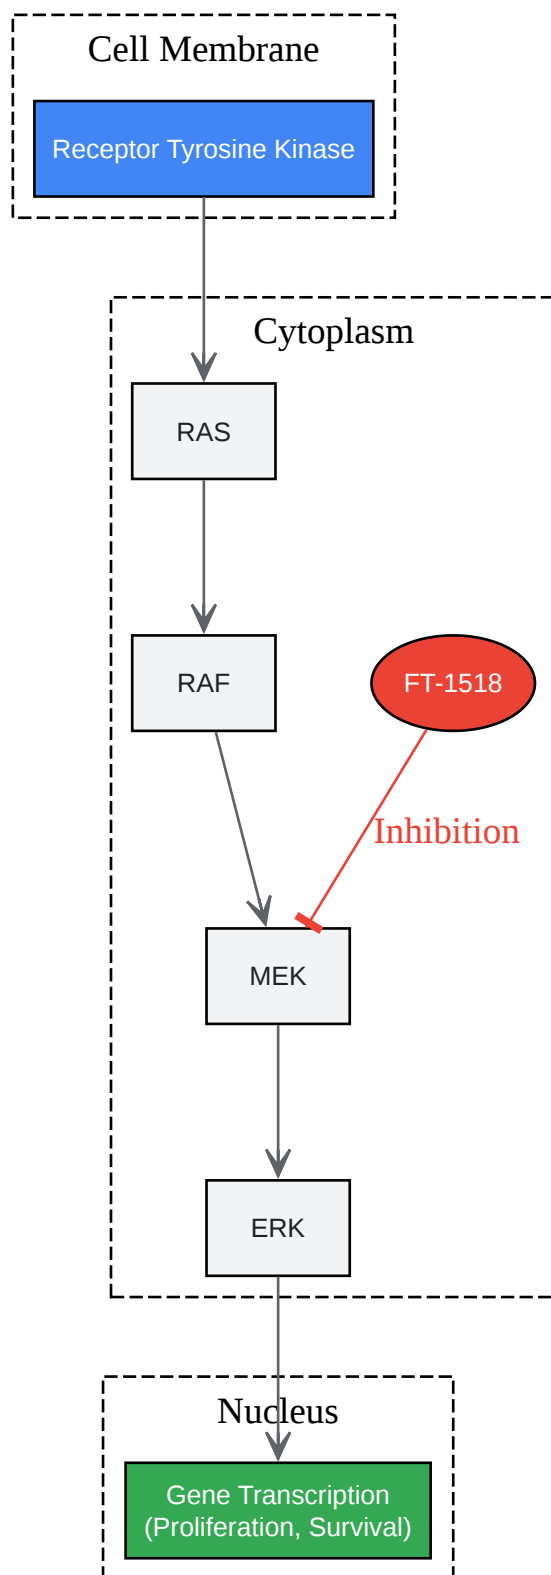 Cell Membrane
Receptor Tyrosine Kinase
Cytoplasm
RAS
RAF
FT-1518
Inhibition
MEK
ERK
Nucleus
Gene Transcription
(Proliferation, Survival)